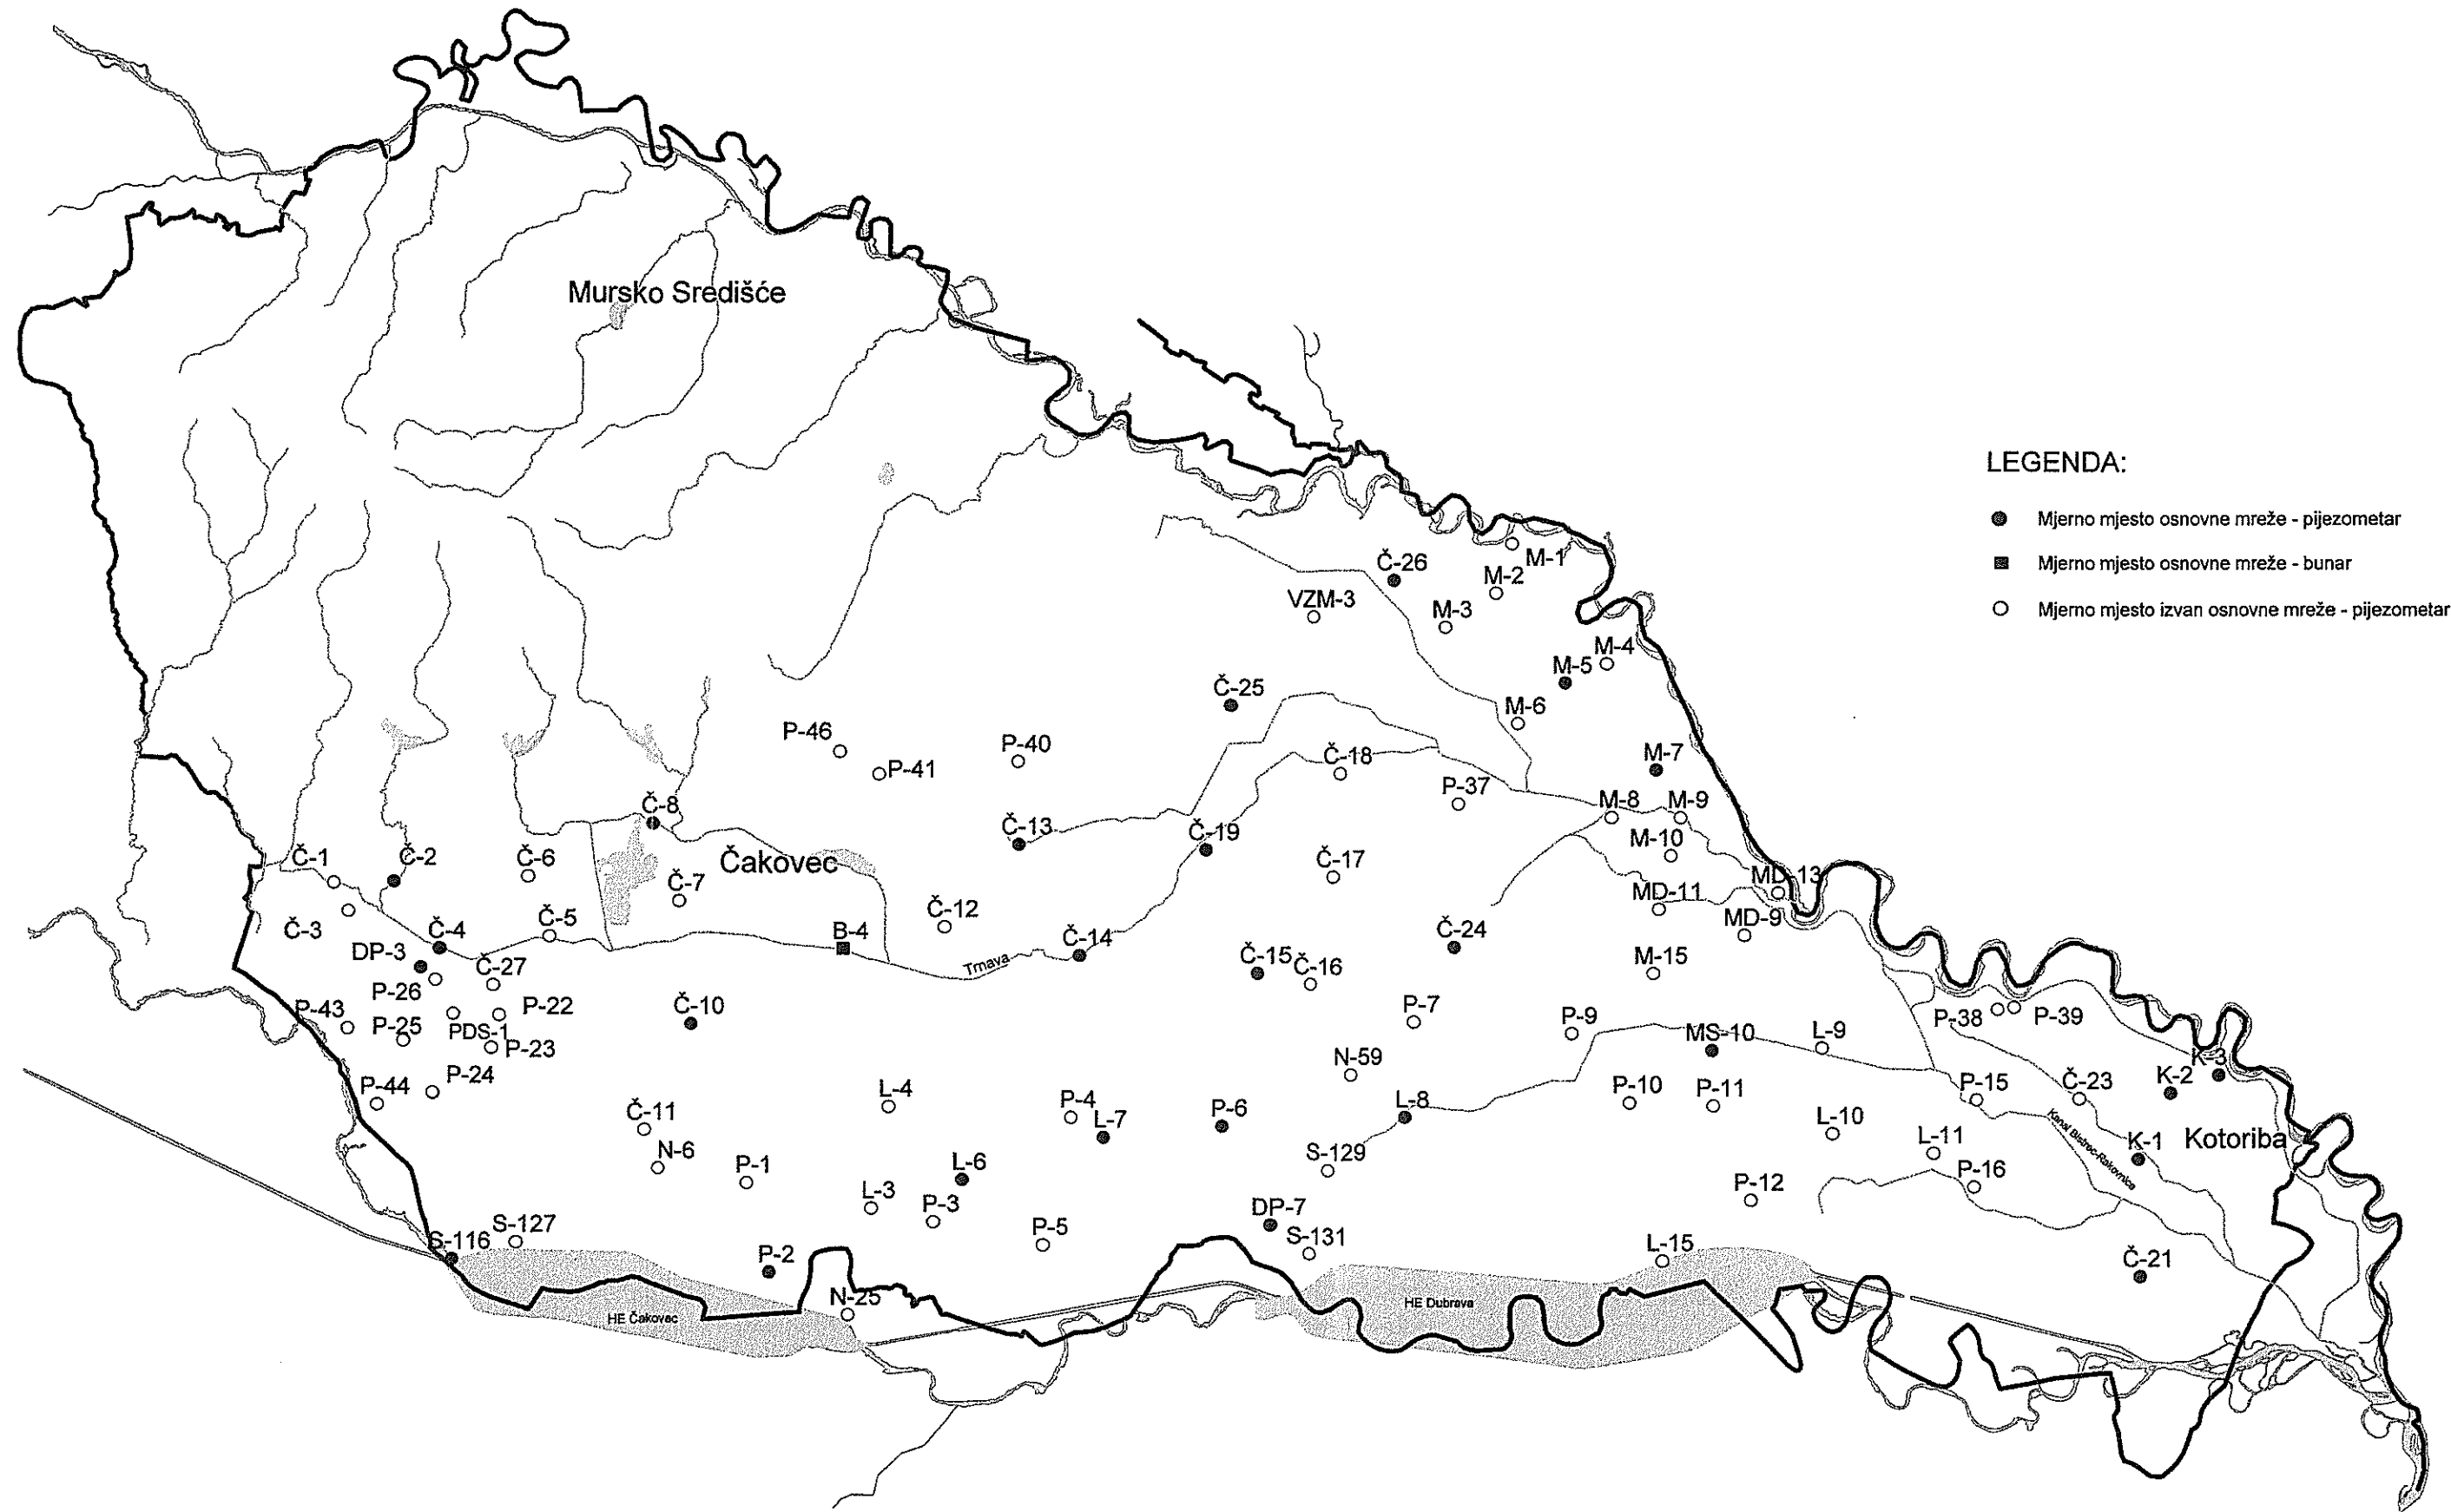 Mursko Središće
LEGENDA:
Mjerno mjesto osnovne mreže - pijezometar
Mjerno mjesto osnovne mreže - bunar
Mjerno mjesto izvan osnovne mreže - pijezometar
M-1
Č-26
M-2
VZM-3
M-3
M-4
M-5
Č-25
M-6
P-46
P-40
Č-18
M-7
P-41
P-37
Č-8
M-8
M-9
Č-13
Č-19
M-10
Č-1
Č-2
Č-6
Čakovec
Č-17
Č-7
MD-13
MD-11
Č-12
MD-9
Č-3
Č-4
Č-5
B-4
Č-14
Č-24
DP-3
Č-27
Trnava
Č-15
Č-16
M-15
P-26
P-43
P-25
PDS-1
P-22
Č-10
P-7
P-9
MS-10
L-9
P-38
P-39
P-23
N-59
K-3
P-44
P-24
L-4
P-4
L-7
P-6
L-8
P-10
P-11
P-15
Č-23
K-2
Č-11
L-10
Kanal Bistrec-Rakovnica
K-1
Kotoriba
N-6
P-1
L-6
S-129
L-11
P-16
L-3
P-3
P-12
S-116
S-127
P-5
DP-7
S-131
P-2
L-15
Č-21
N-25
HE Čakovec
HE Dubrava